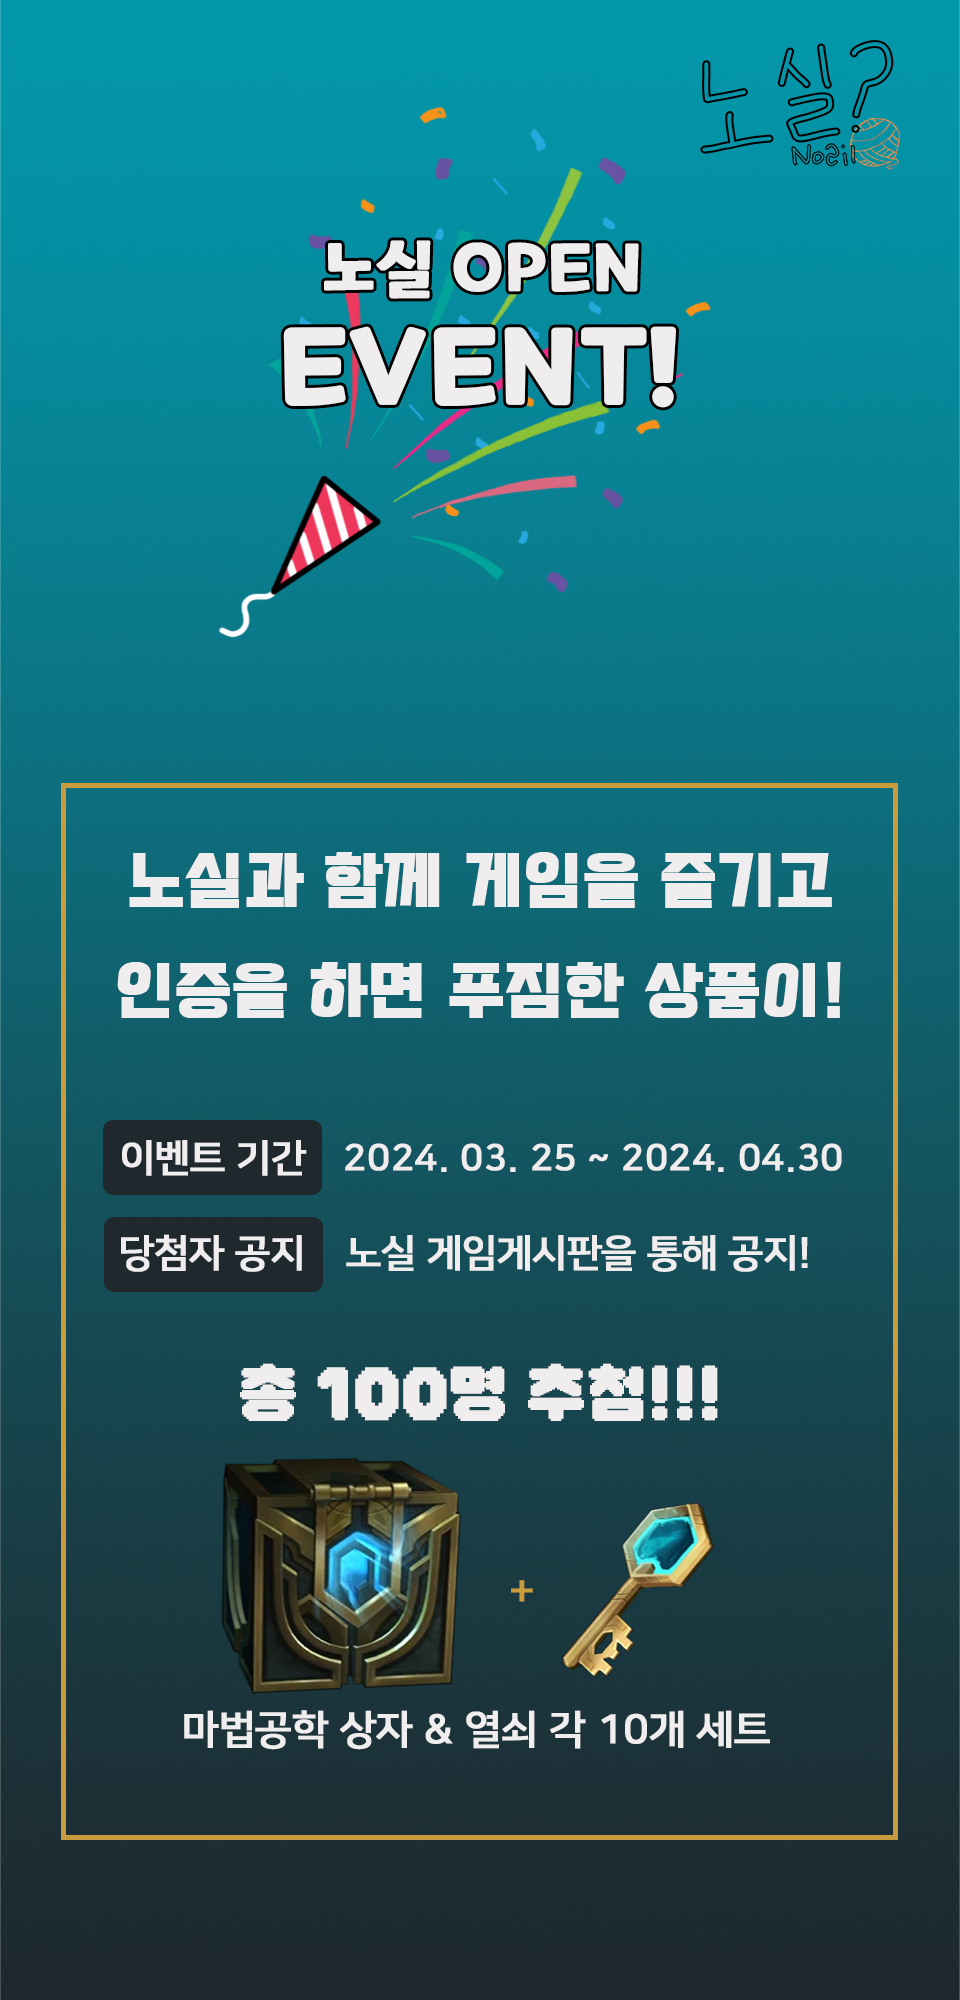 노실?
NoSil
노실 OPEN
EVENT!
노실과 함께 게임을 즐기고
인증을 하면 푸짐한 상품이!
이벤트 기간 2024. 03. 25 ~ 2024. 04.30
당첨자 공지 노실 게임게시판을 통해 공지!
총 100명 추첨!!!
+
마법공학 상자 & 열쇠 각 10개 세트